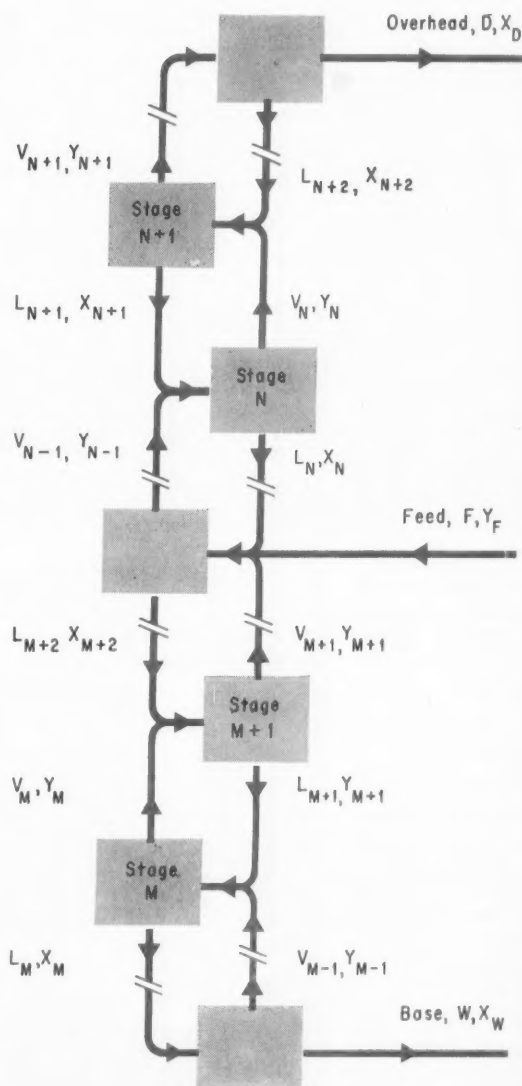 Overhead, D, X_D
V_N+1, Y_N+1
L_N+2, X_N+2
Stage
N+1
L_N+1, X_N+1
V_N, Y_N
Stage
N
V_N-1, Y_N-1
L_N, X_N
Feed, F, Y_F
L_M+2 X_M+2
V_M+1, Y_M+1
Stage
M+1
V_M, Y_M
L_M+1, Y_M+1
Stage
M
L_M, X_M
V_M-1, Y_M-1
Base, W, X_W